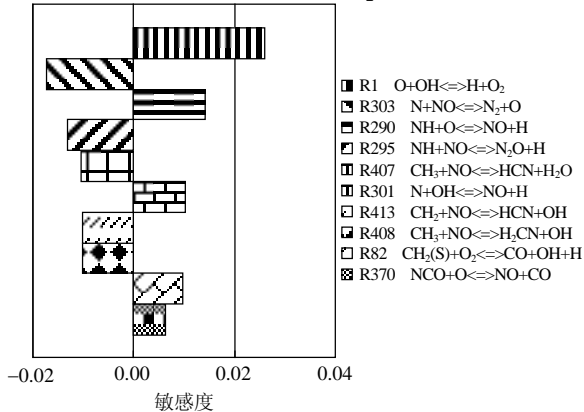 R1 O+OH<=>H+O₂
R303 N+NO<=>N₂+O
R290 NH+O<=>NO+H
R295 NH+NO<=>N₂O+H
R407 CH₃+NO<=>HCN+H₂O
R301 N+OH<=>NO+H
R413 CH₂+NO<=>HCN+OH
R408 CH₃+NO<=>H₂CN+OH
R82 CH₂(S)+O₂<=>CO+OH+H
R370 NCO+O<=>NO+CO
−0.02 0.00 0.02 0.04
敏感度